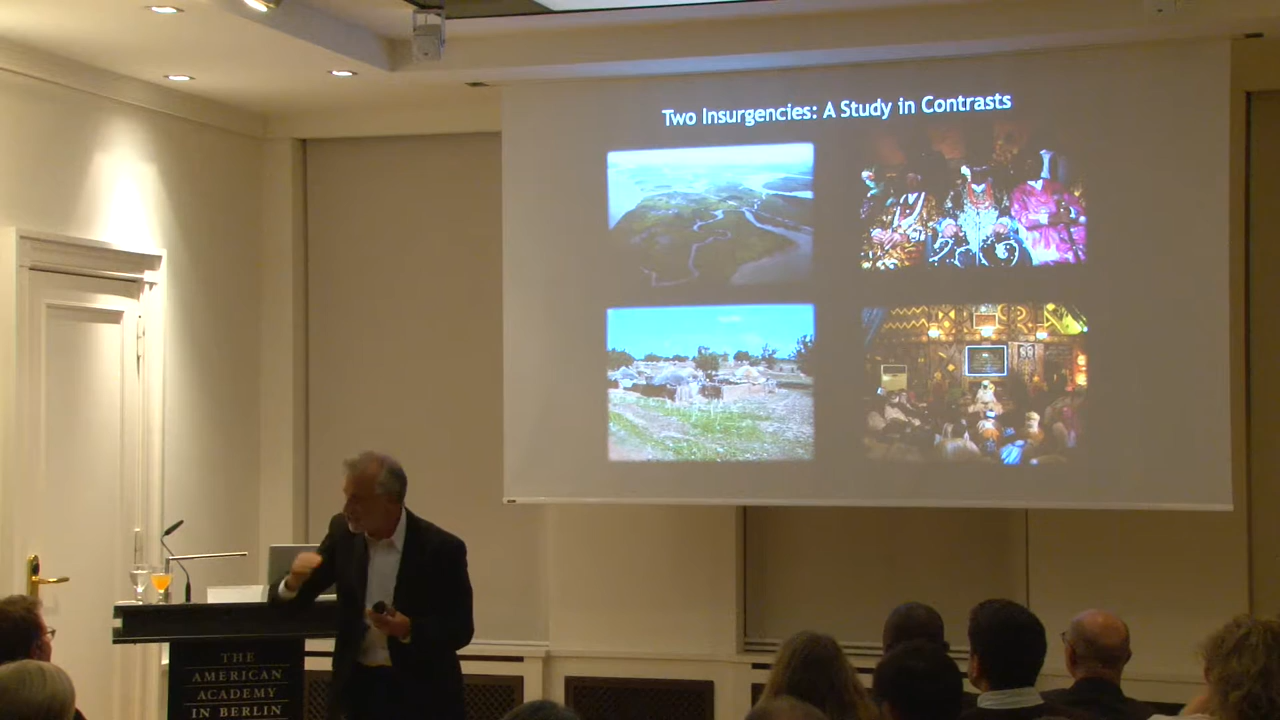 Two Insurgencies: A Study in Contrasts
THE
AMERICAN
ACADEMY
IN BERLIN